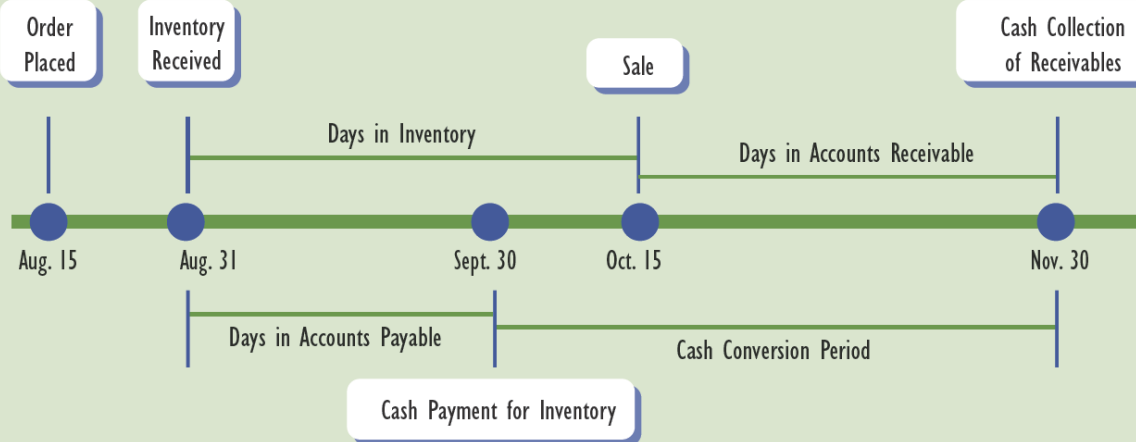 Order
Placed
Inventory
Received
Sale
Cash Collection
of Receivables
Days in Inventory
Days in Accounts Receivable
Aug. 15
Aug. 31
Sept. 30
Oct. 15
Nov. 30
Days in Accounts Payable
Cash Conversion Period
Cash Payment for Inventory